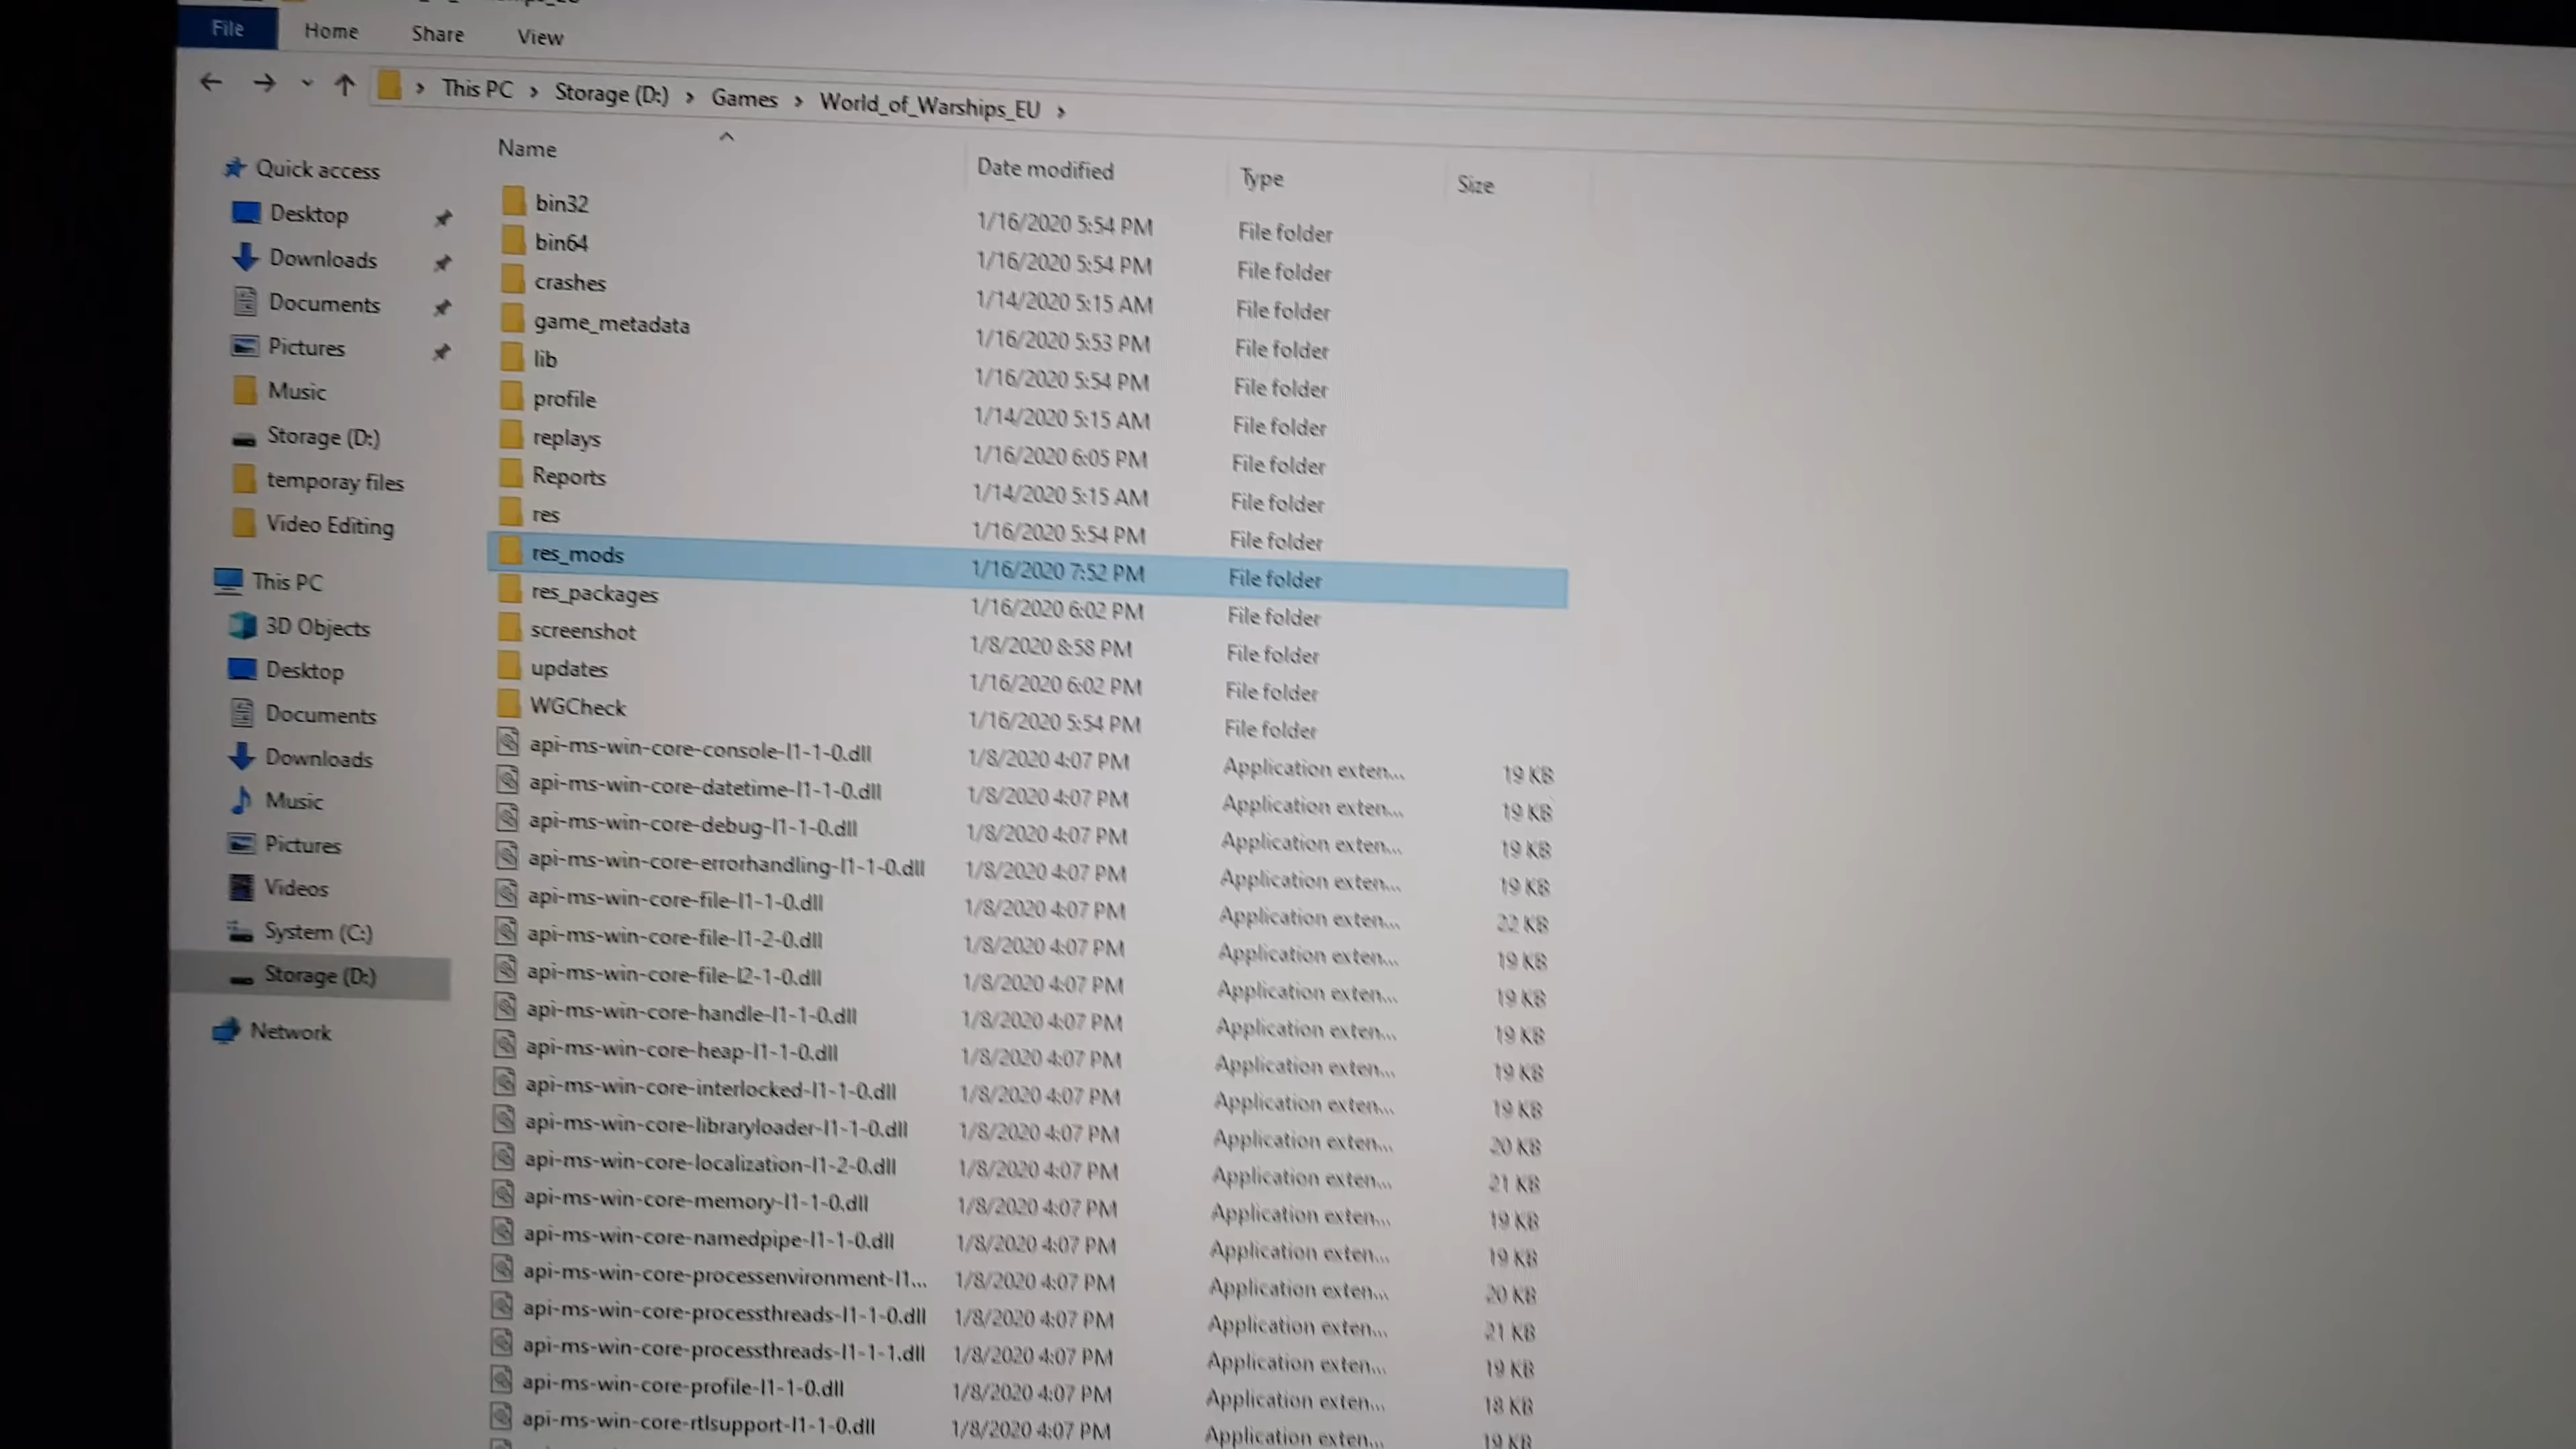 File Home Share View
This PC > Storage (D:) > Games > World_of_Warships_EU >
Name Date modified Type Size
Quick access
Desktop
Downloads
Documents
Pictures
Music
Storage (D:)
temporay files
Video Editing
This PC
3D Objects
Desktop
Documents
Downloads
Music
Pictures
Videos
System (C:)
Storage (D:)
Network
bin32 1/16/2020 5:54 PM File folder
bin64 1/16/2020 5:54 PM File folder
crashes 1/14/2020 5:15 AM File folder
game_metadata 1/16/2020 5:53 PM File folder
lib 1/16/2020 5:54 PM File folder
profile 1/14/2020 5:15 AM File folder
replays 1/16/2020 6:05 PM File folder
Reports 1/14/2020 5:15 AM File folder
res 1/16/2020 5:54 PM File folder
res_mods 1/16/2020 7:52 PM File folder
res_packages 1/16/2020 6:02 PM File folder
screenshot 1/8/2020 8:58 PM File folder
updates 1/16/2020 6:02 PM File folder
WGCheck 1/16/2020 5:54 PM File folder
api-ms-win-core-console-l1-1-0.dll 1/8/2020 4:07 PM Application exten... 19 KB
api-ms-win-core-datetime-l1-1-0.dll 1/8/2020 4:07 PM Application exten... 19 KB
api-ms-win-core-debug-l1-1-0.dll 1/8/2020 4:07 PM Application exten... 19 KB
api-ms-win-core-errorhandling-l1-1-0.dll 1/8/2020 4:07 PM Application exten... 19 KB
api-ms-win-core-file-l1-1-0.dll 1/8/2020 4:07 PM Application exten... 22 KB
api-ms-win-core-file-l1-2-0.dll 1/8/2020 4:07 PM Application exten... 19 KB
api-ms-win-core-file-l2-1-0.dll 1/8/2020 4:07 PM Application exten... 19 KB
api-ms-win-core-handle-l1-1-0.dll 1/8/2020 4:07 PM Application exten... 19 KB
api-ms-win-core-heap-l1-1-0.dll 1/8/2020 4:07 PM Application exten... 19 KB
api-ms-win-core-interlocked-l1-1-0.dll 1/8/2020 4:07 PM Application exten... 19 KB
api-ms-win-core-libraryloader-l1-1-0.dll 1/8/2020 4:07 PM Application exten... 20 KB
api-ms-win-core-localization-l1-2-0.dll 1/8/2020 4:07 PM Application exten... 21 KB
api-ms-win-core-memory-l1-1-0.dll 1/8/2020 4:07 PM Application exten... 19 KB
api-ms-win-core-namedpipe-l1-1-0.dll 1/8/2020 4:07 PM Application exten... 19 KB
api-ms-win-core-processenvironment-l1... 1/8/2020 4:07 PM Application exten... 20 KB
api-ms-win-core-processthreads-l1-1-0.dll 1/8/2020 4:07 PM Application exten... 21 KB
api-ms-win-core-processthreads-l1-1-1.dll 1/8/2020 4:07 PM Application exten... 19 KB
api-ms-win-core-profile-l1-1-0.dll 1/8/2020 4:07 PM Application exten... 18 KB
api-ms-win-core-rtlsupport-l1-1-0.dll 1/8/2020 4:07 PM Application exten... 19 KB